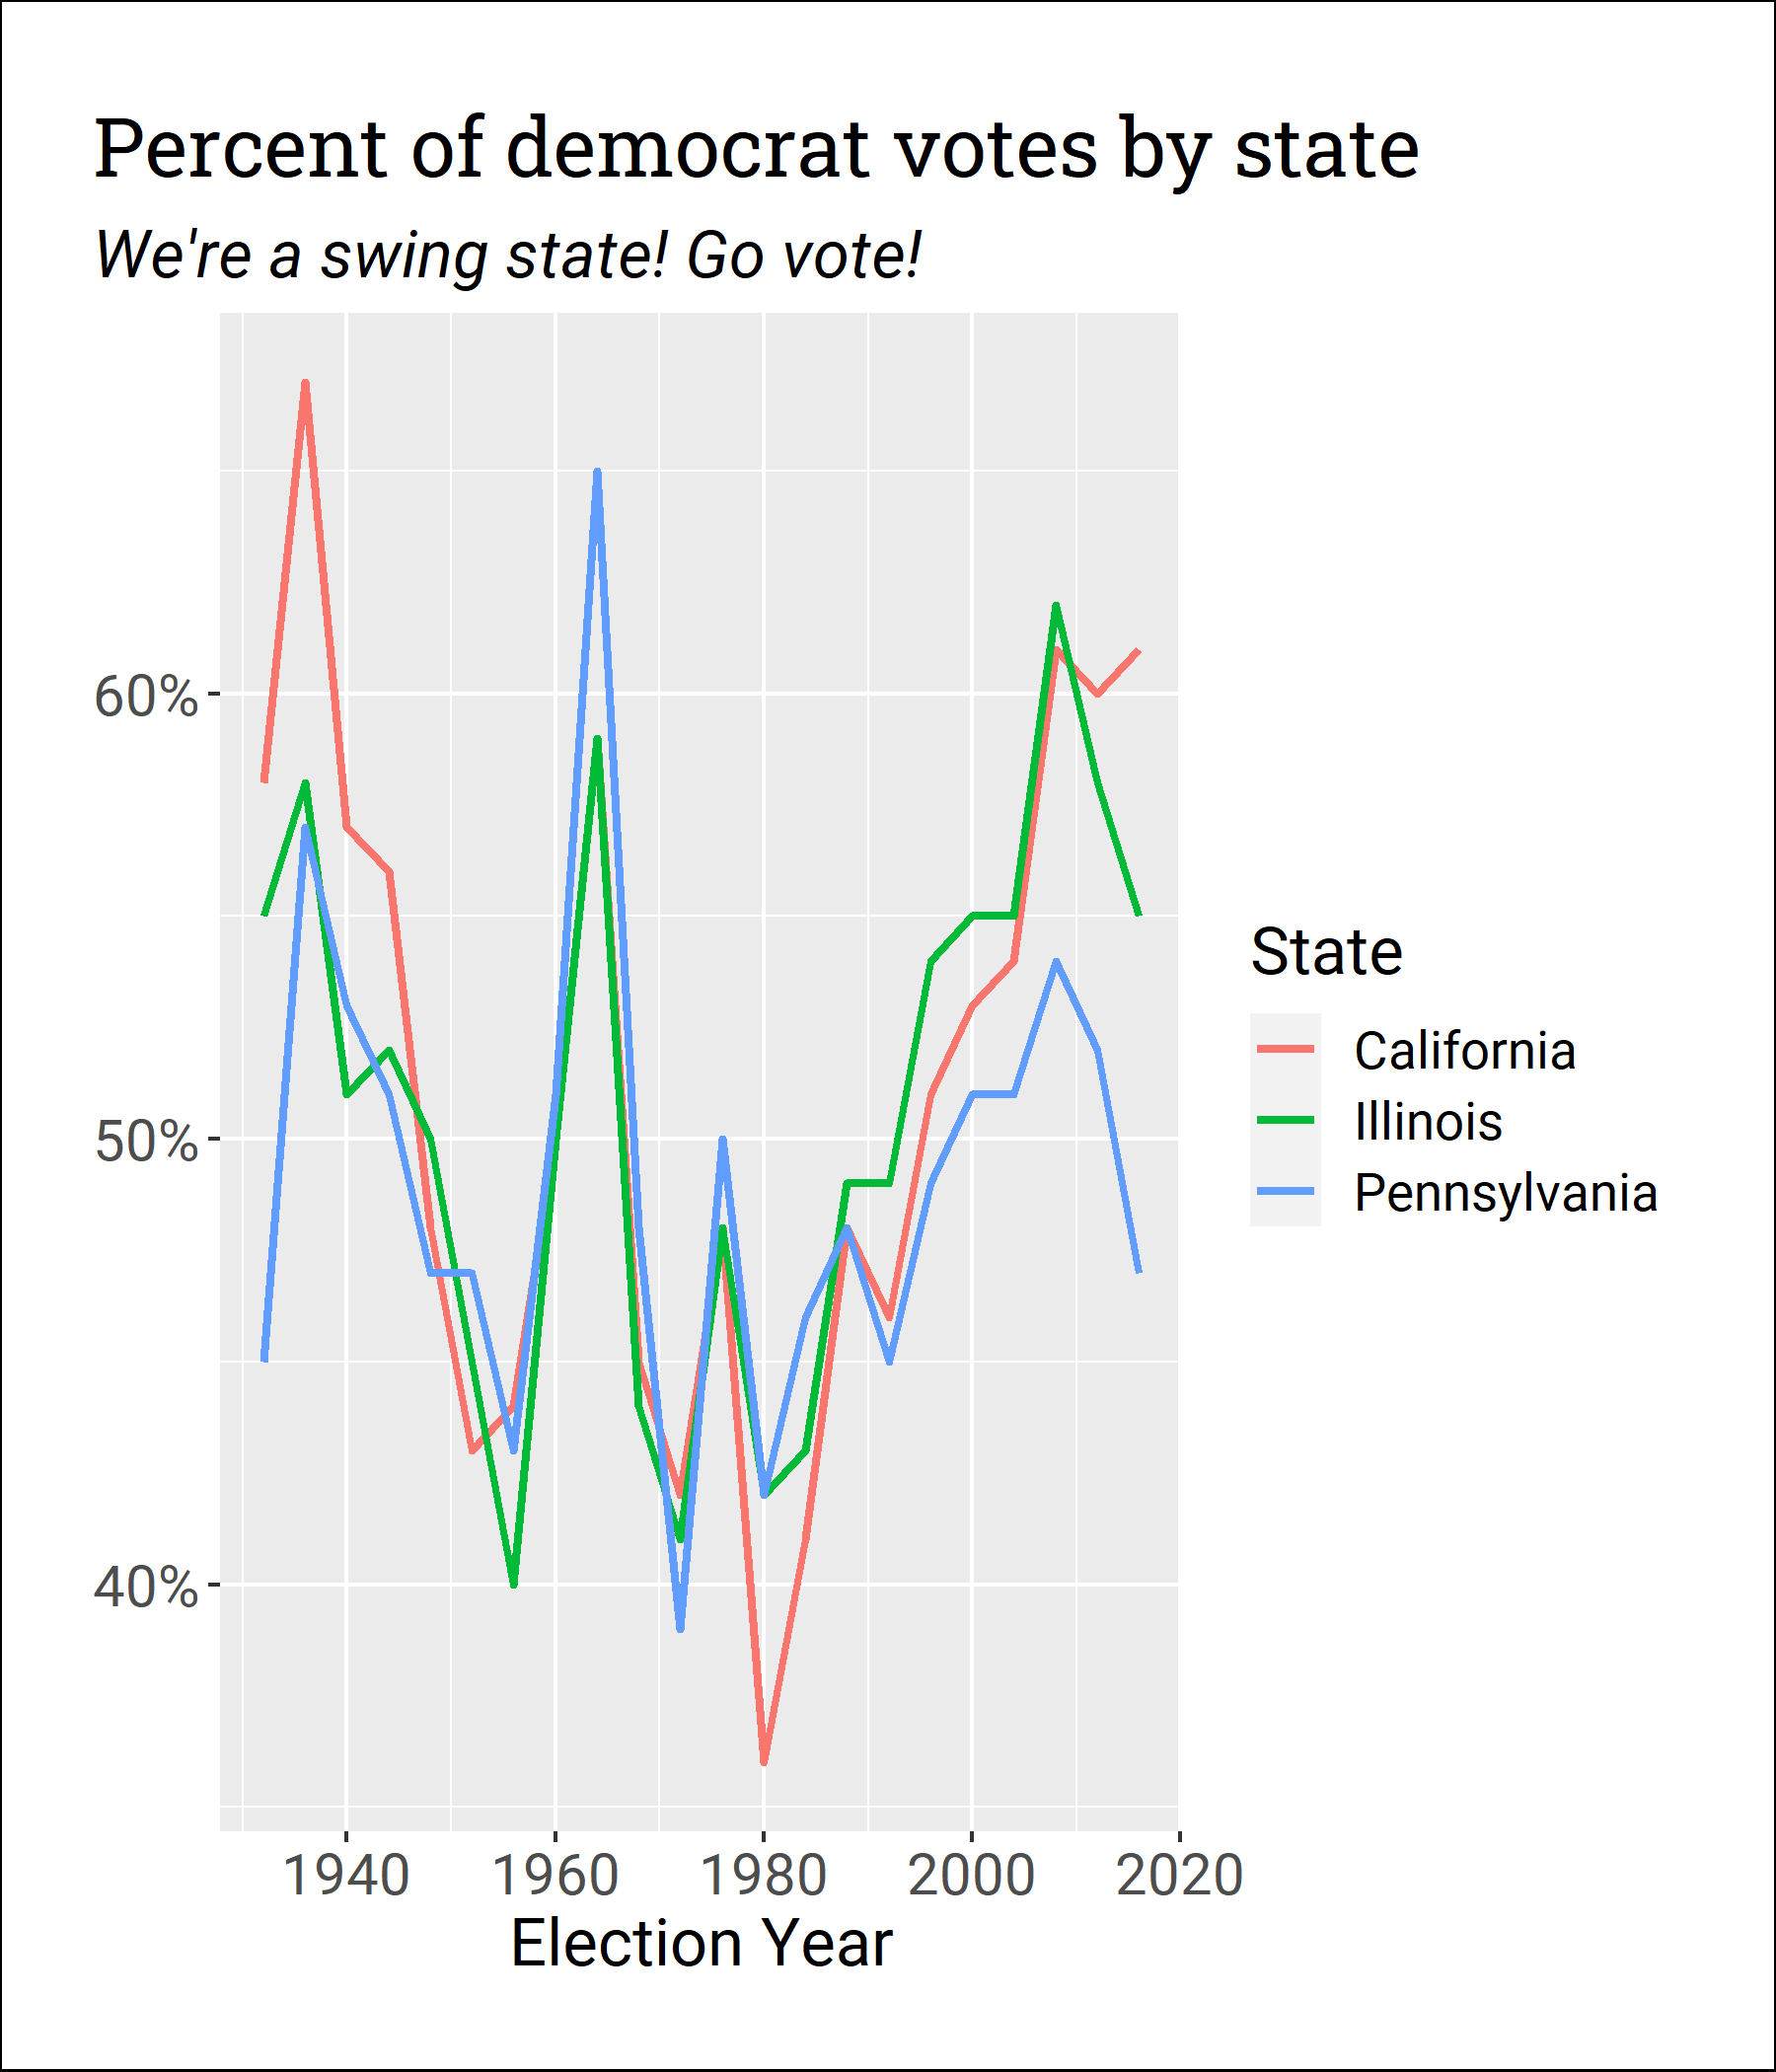 Percent of democrat votes by state
We're a swing state! Go vote!
60%
50%
40%
1940 1960 1980 2000 2020
Election Year
State
California
Illinois
Pennsylvania